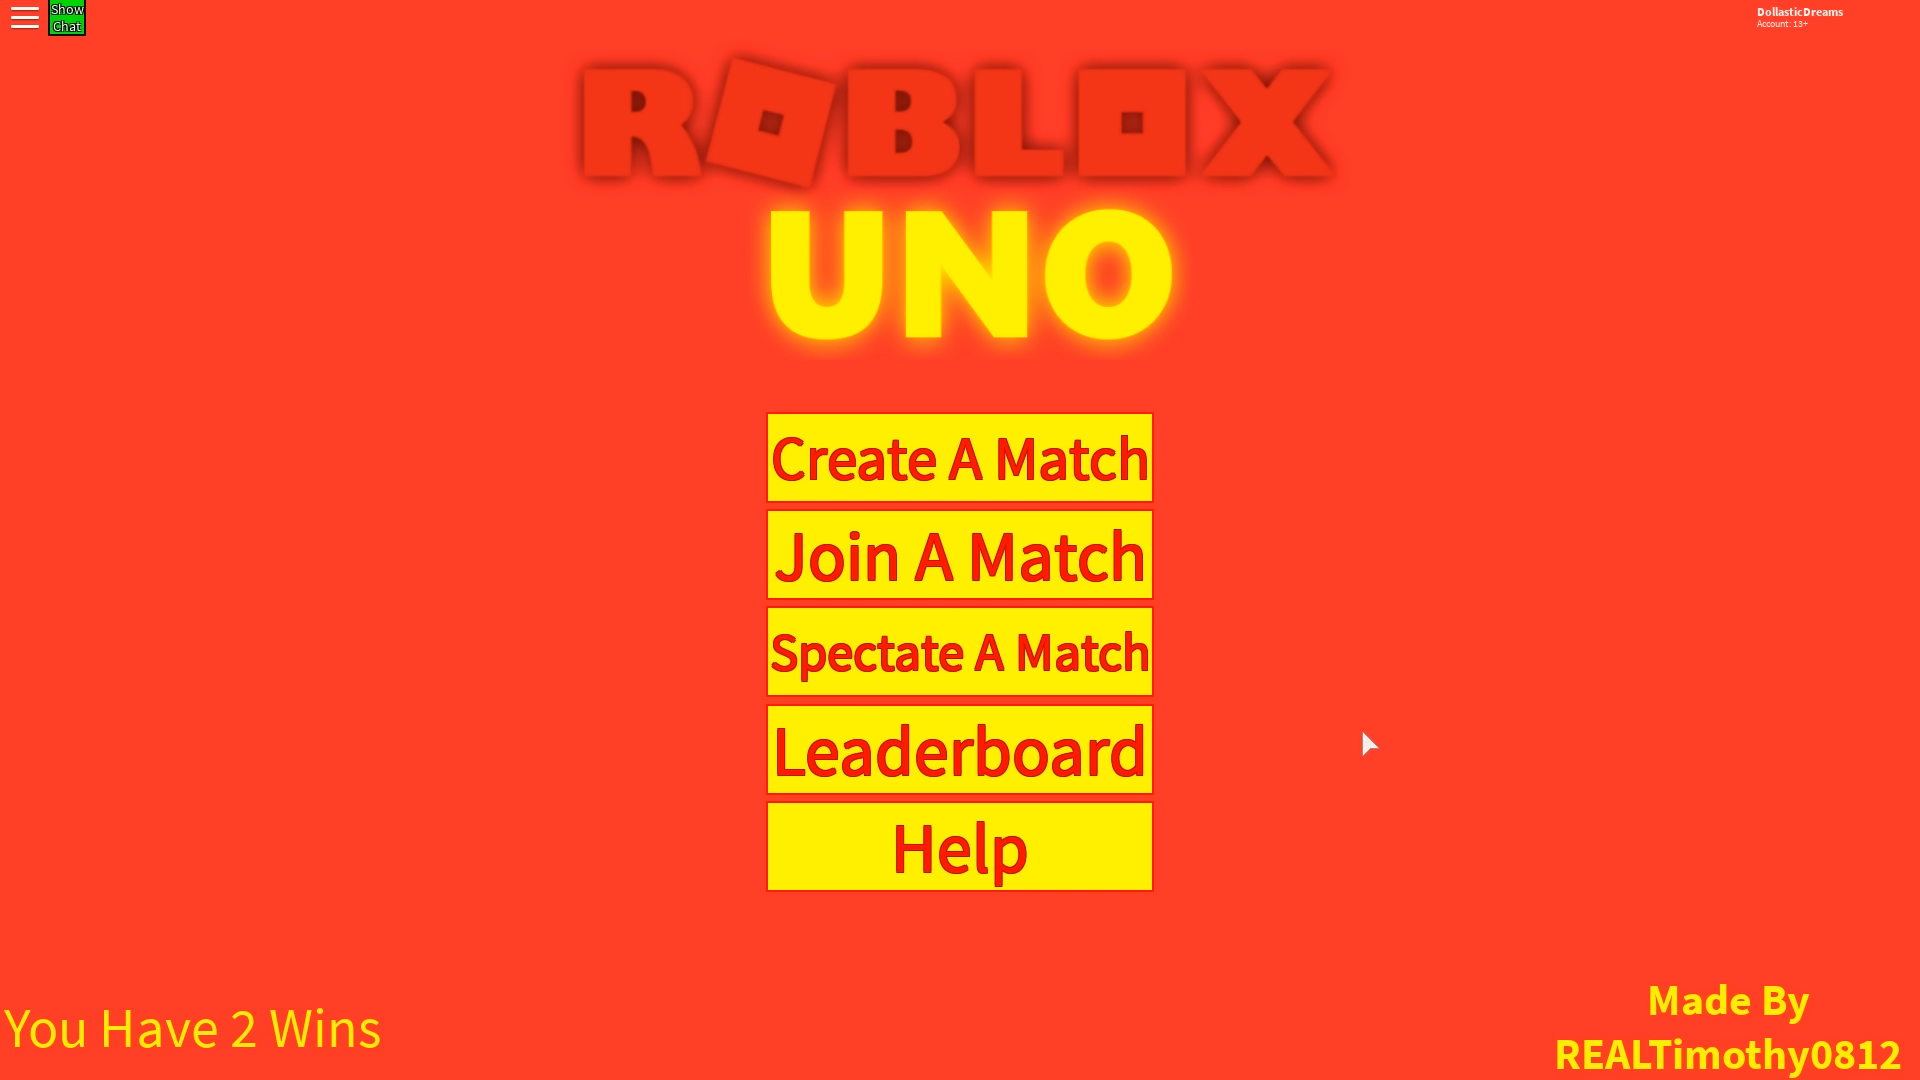 Show
Chat
DollasticDreams
Account: 13+
ROBLOX
UNO
Create A Match
Join A Match
Spectate A Match
Leaderboard
Help
You Have 2 Wins
Made By
REALTimothy0812